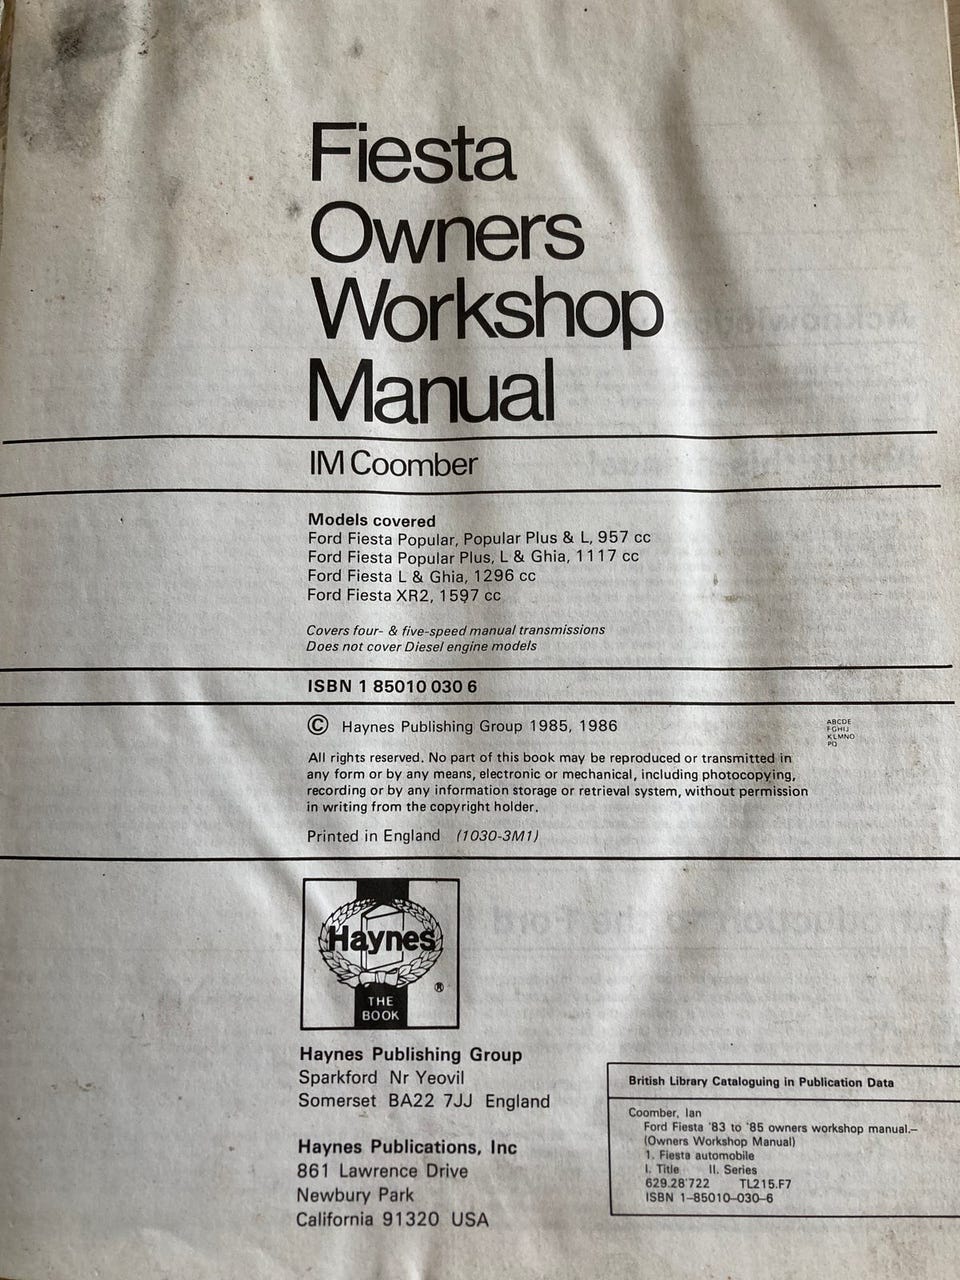 Fiesta
Owners
Workshop
Manual
IM Coomber
Models covered
Ford Fiesta Popular, Popular Plus & L, 957 cc
Ford Fiesta Popular Plus, L & Ghia, 1117 cc
Ford Fiesta L & Ghia, 1296 cc
Ford Fiesta XR2, 1597 cc
Covers four- & five-speed manual transmissions
Does not cover Diesel engine models
ISBN 1 85010 030 6
© Haynes Publishing Group 1985, 1986
ABCDE
FGHIJ
KLMNO
PQ
All rights reserved. No part of this book may be reproduced or transmitted in
any form or by any means, electronic or mechanical, including photocopying,
recording or by any information storage or retrieval system, without permission
in writing from the copyright holder.
Printed in England (1030-3M1)
Haynes
®
THE
BOOK
Haynes Publishing Group
Sparkford Nr Yeovil
Somerset BA22 7JJ England
Haynes Publications, Inc
861 Lawrence Drive
Newbury Park
California 91320 USA
British Library Cataloguing in Publication Data
Coomber, Ian
Ford Fiesta '83 to '85 owners workshop manual.–
(Owners Workshop Manual)
1. Fiesta automobile
I. Title II. Series
629.28'722 TL215.F7
ISBN 1–85010–030–6